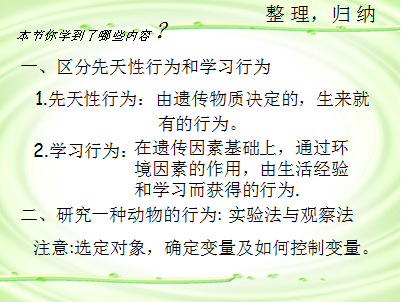 整 理，归 纳
本节你学到了哪些内容？
一、区分先天性行为和学习行为
1.先天性行为：由遗传物质决定的，生来就
有的行为。
2.学习行为：在遗传因素基础上，通过环
境因素的作用，由生活经验
和学习而获得的行为.
二、研究一种动物的行为: 实验法与观察法
注意:选定对象，确定变量及如何控制变量。